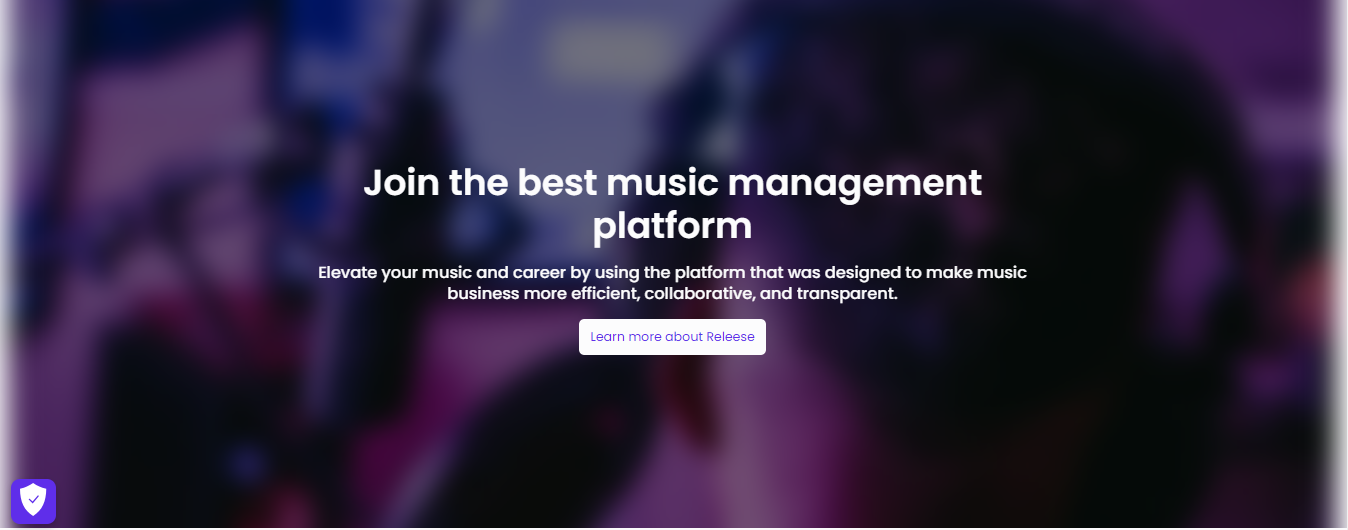 Join the best music management
platform
Elevate your music and career by using the platform that was designed to make music
business more efficient, collaborative, and transparent.
Learn more about Releese